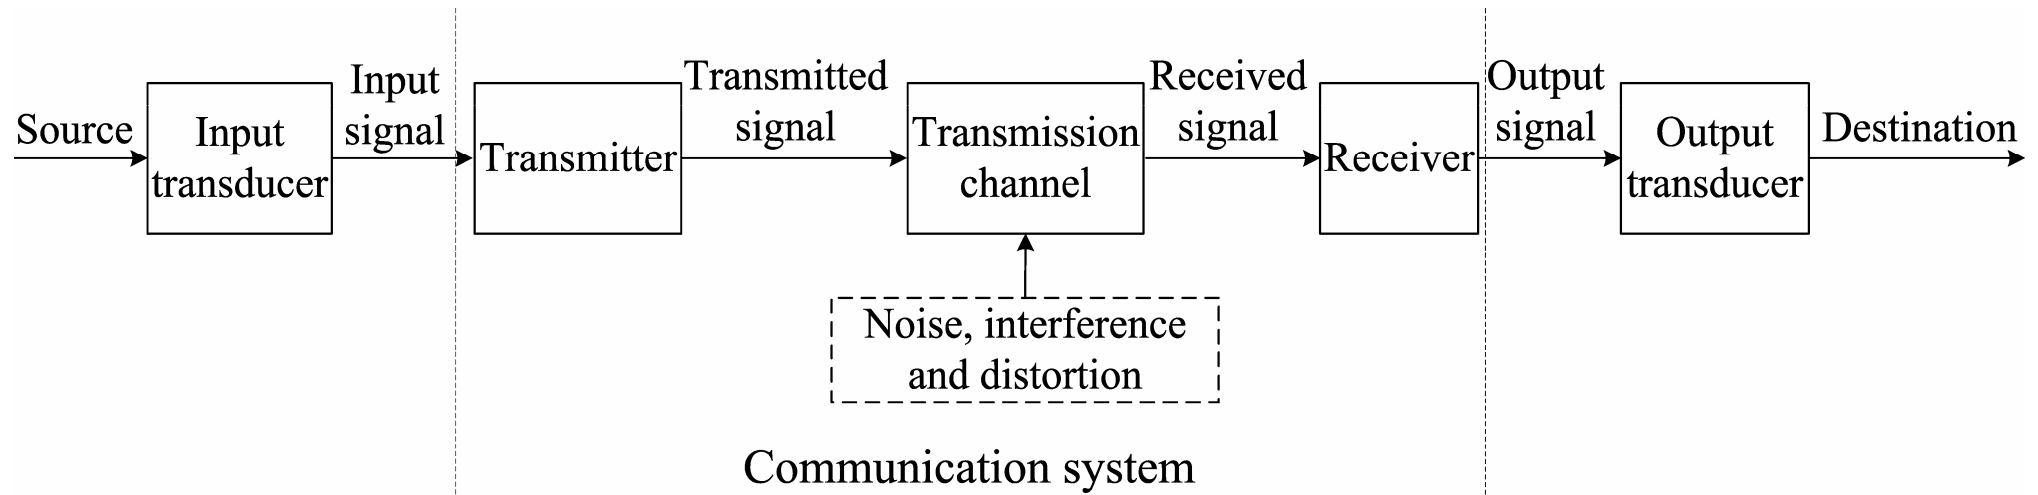 Source
Input
transducer
Input
signal
Transmitter
Transmitted
signal
Transmission
channel
Received
signal
Receiver
Output
signal
Output
transducer
Destination
Noise, interference
and distortion
Communication system